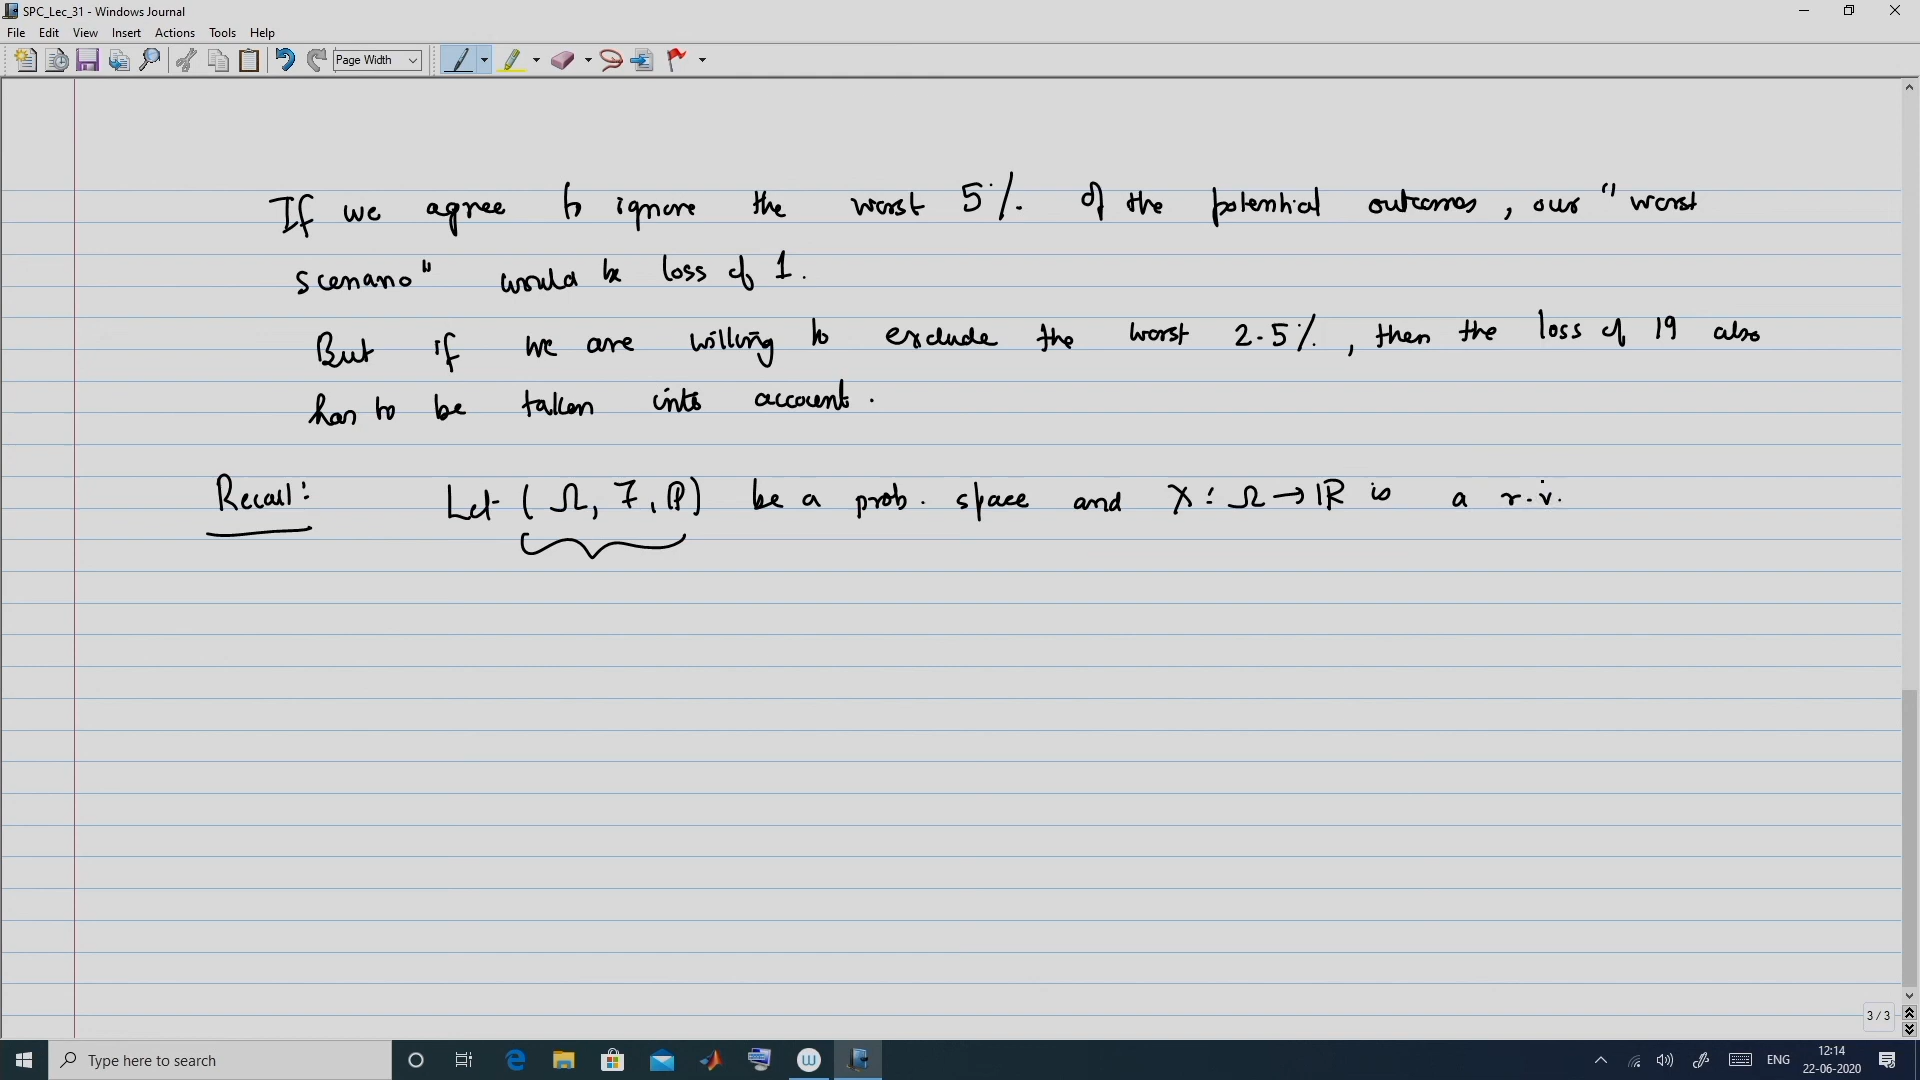 SPC_Lec_31 - Windows Journal
File Edit View Insert Actions Tools Help
Page Width
If we agree to ignore the worst 5% of the potential outcomes, our "worst
scenario" would be loss of 1.
But if we are willing to exclude the worst 2.5%, then the loss of 19 also
has to be taken into account.
Recall: Let (Ω, F, ℙ) be a prob. space and X : Ω → ℝ is a r.v.
3 / 3
Type here to search
ENG
12:14
22-06-2020